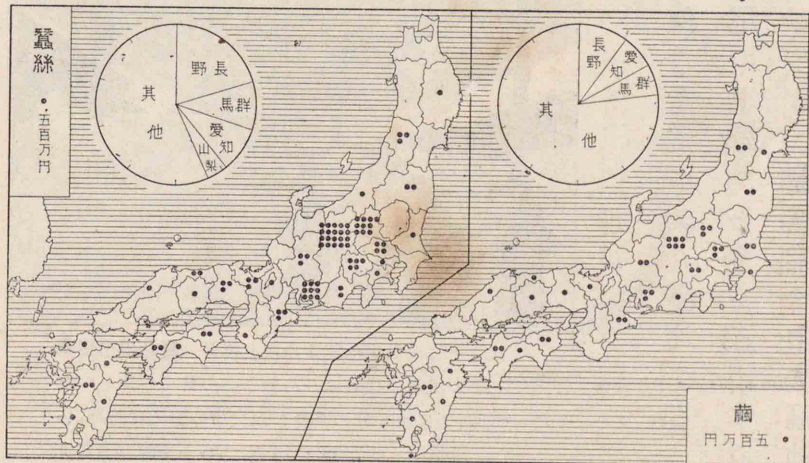 蠶絲
・五百万円
野長
馬群
愛知
山梨
其他
長野
愛知
馬群
其他
繭
円万百五・